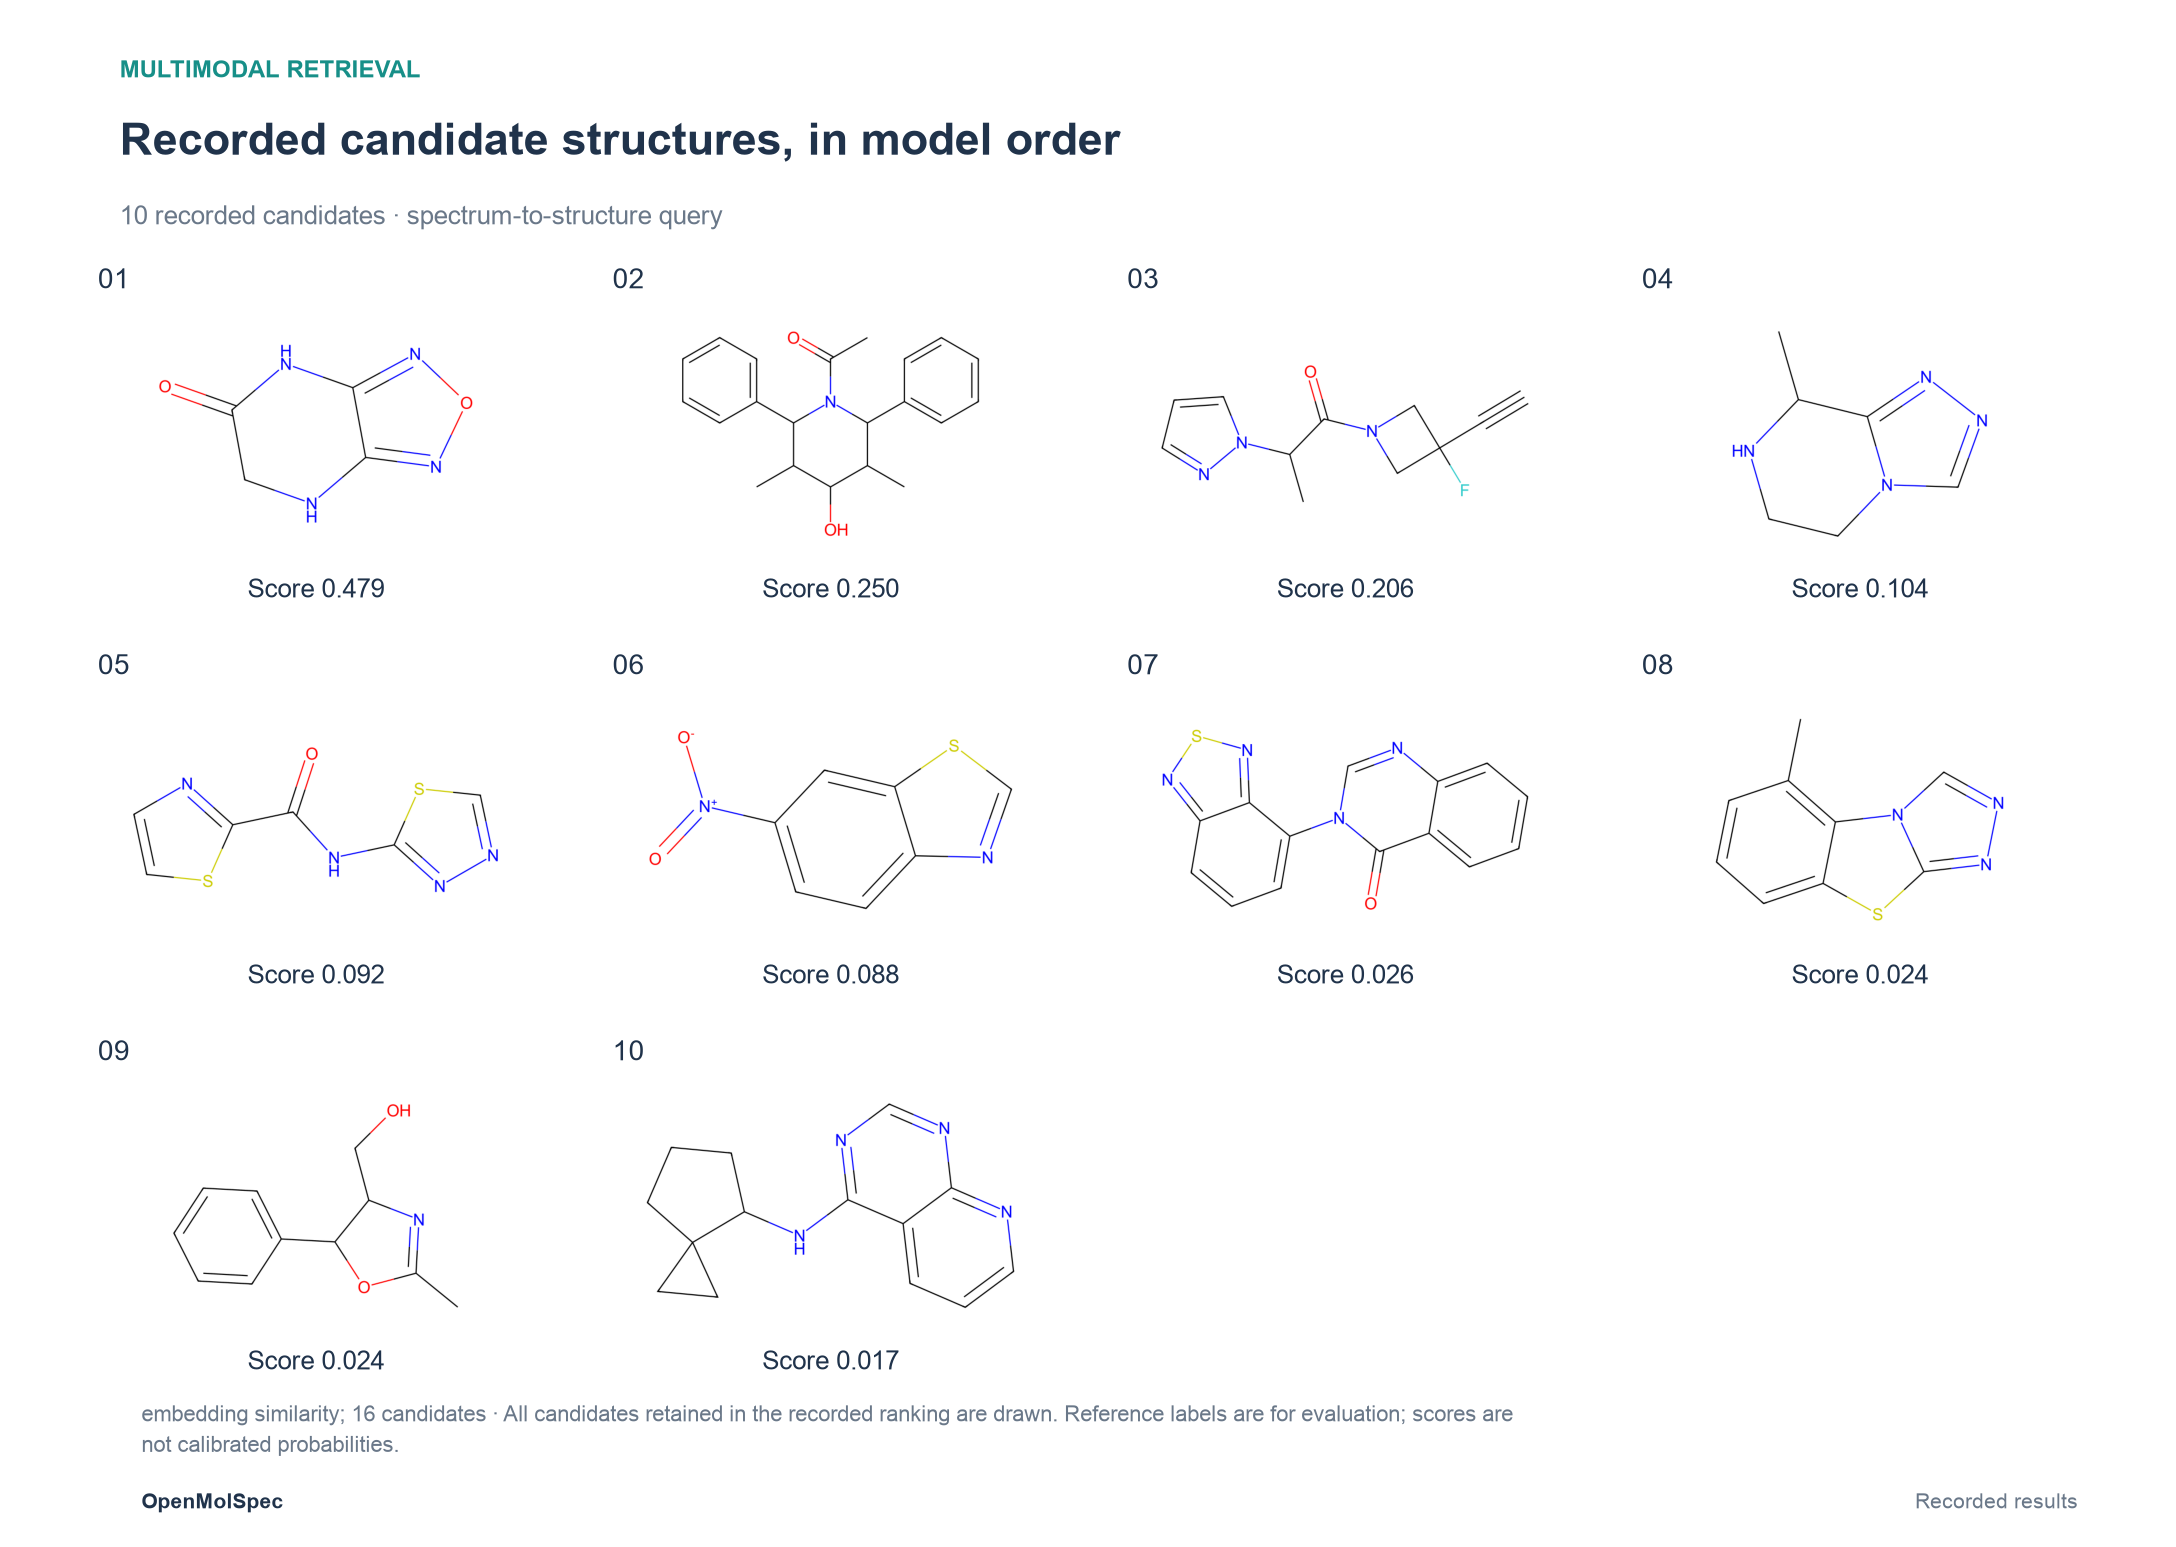 MULTIMODAL RETRIEVAL
Recorded candidate structures, in model order
10 recorded candidates · spectrum-to-structure query
01 02 03 04
O H N N O N N H
O N OH
N N O N F
HN N N N
Score 0.479 Score 0.250 Score 0.206 Score 0.104
05 06 07 08
N S O N H S N N
O- N+ O S N
S N N N N O
N N N S
Score 0.092 Score 0.088 Score 0.026 Score 0.024
09 10
OH N O
N N N N H
Score 0.024 Score 0.017
embedding similarity; 16 candidates · All candidates retained in the recorded ranking are drawn. Reference labels are for evaluation; scores are
not calibrated probabilities.
OpenMolSpec Recorded results